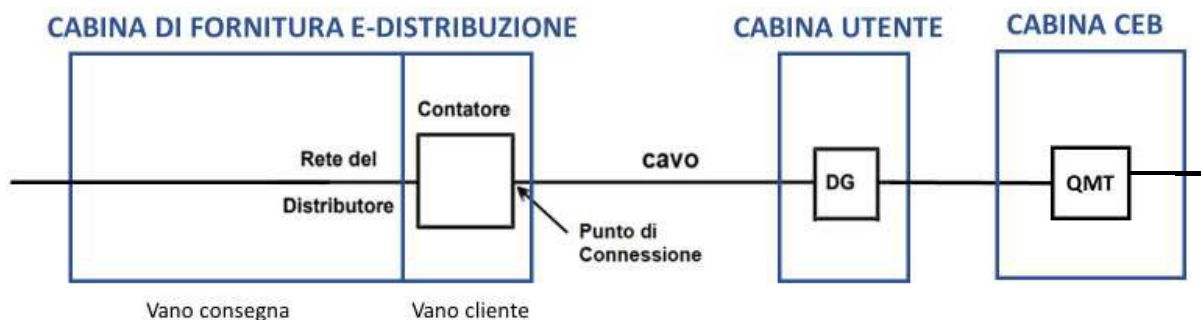 CABINA DI FORNITURA E-DISTRIBUZIONE
CABINA UTENTE
CABINA CEB
Contatore
Rete del
Distributore
cavo
DG
QMT
Punto di
Connessione
Vano consegna
Vano cliente